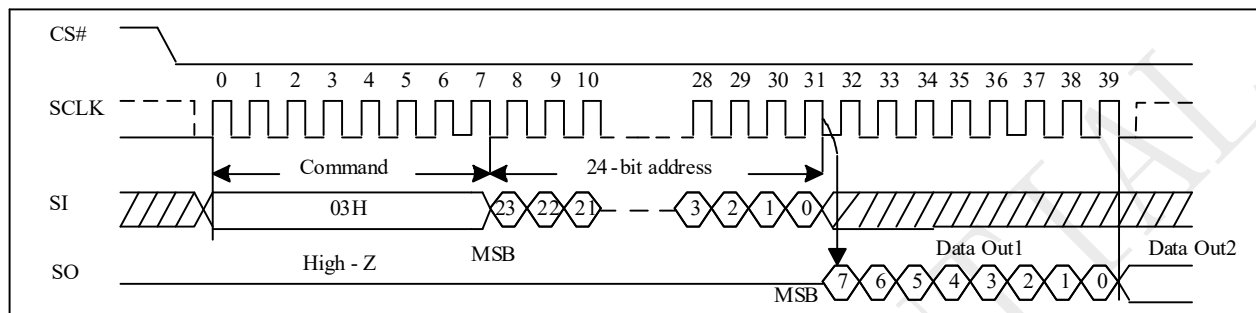 CS#
0 1 2 3 4 5 6 7 8 9 10 28 29 30 31 32 33 34 35 36 37 38 39
SCLK
Command 24-bit address
SI 03H 23 22 21 3 2 1 0
MSB Data Out1 Data Out2
High - Z
SO MSB 7 6 5 4 3 2 1 0